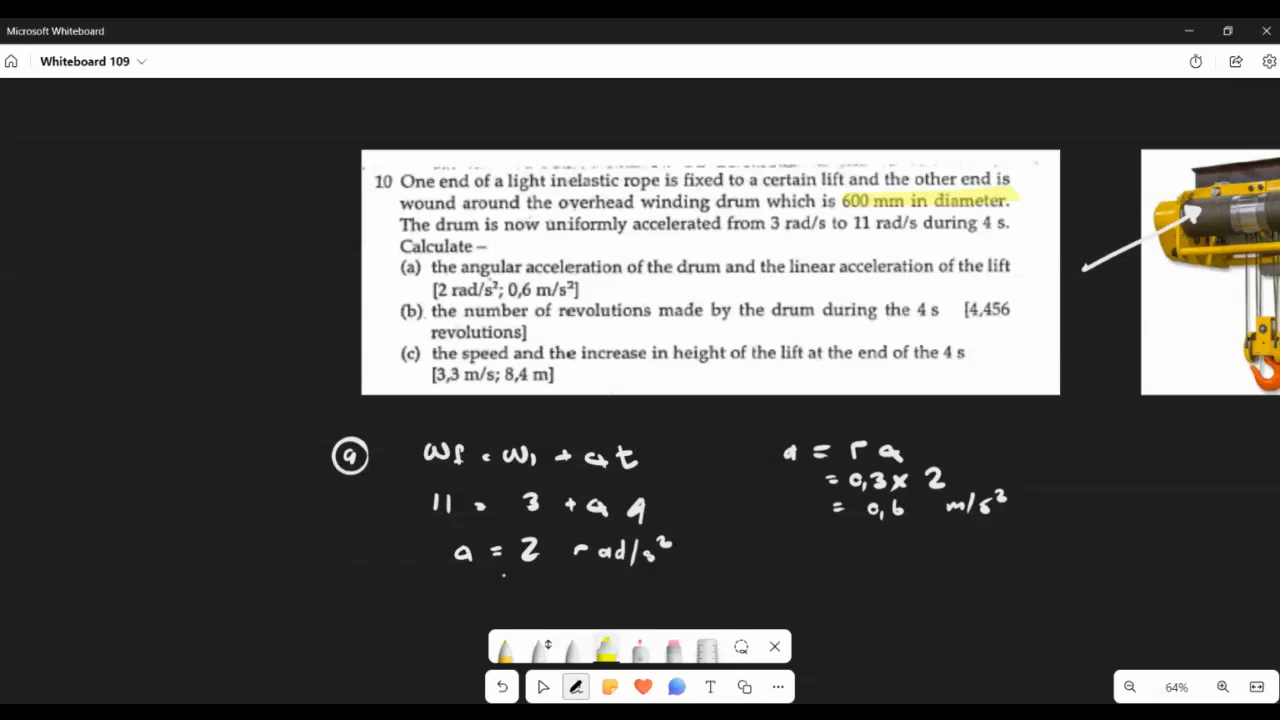 Microsoft Whiteboard
Whiteboard 109
10 One end of a light inelastic rope is fixed to a certain lift and the other end is
wound around the overhead winding drum which is 600 mm in diameter.
The drum is now uniformly accelerated from 3 rad/s to 11 rad/s during 4 s.
Calculate –
(a) the angular acceleration of the drum and the linear acceleration of the lift
[2 rad/s²; 0,6 m/s²]
(b) the number of revolutions made by the drum during the 4 s [4,456
revolutions]
(c) the speed and the increase in height of the lift at the end of the 4 s
[3,3 m/s; 8,4 m]
(a) ωf = ω1 + αt
11 = 3 + α 4
α = 2 rad/s²
a = r α
= 0,3 × 2
= 0,6 m/s²
T
64%